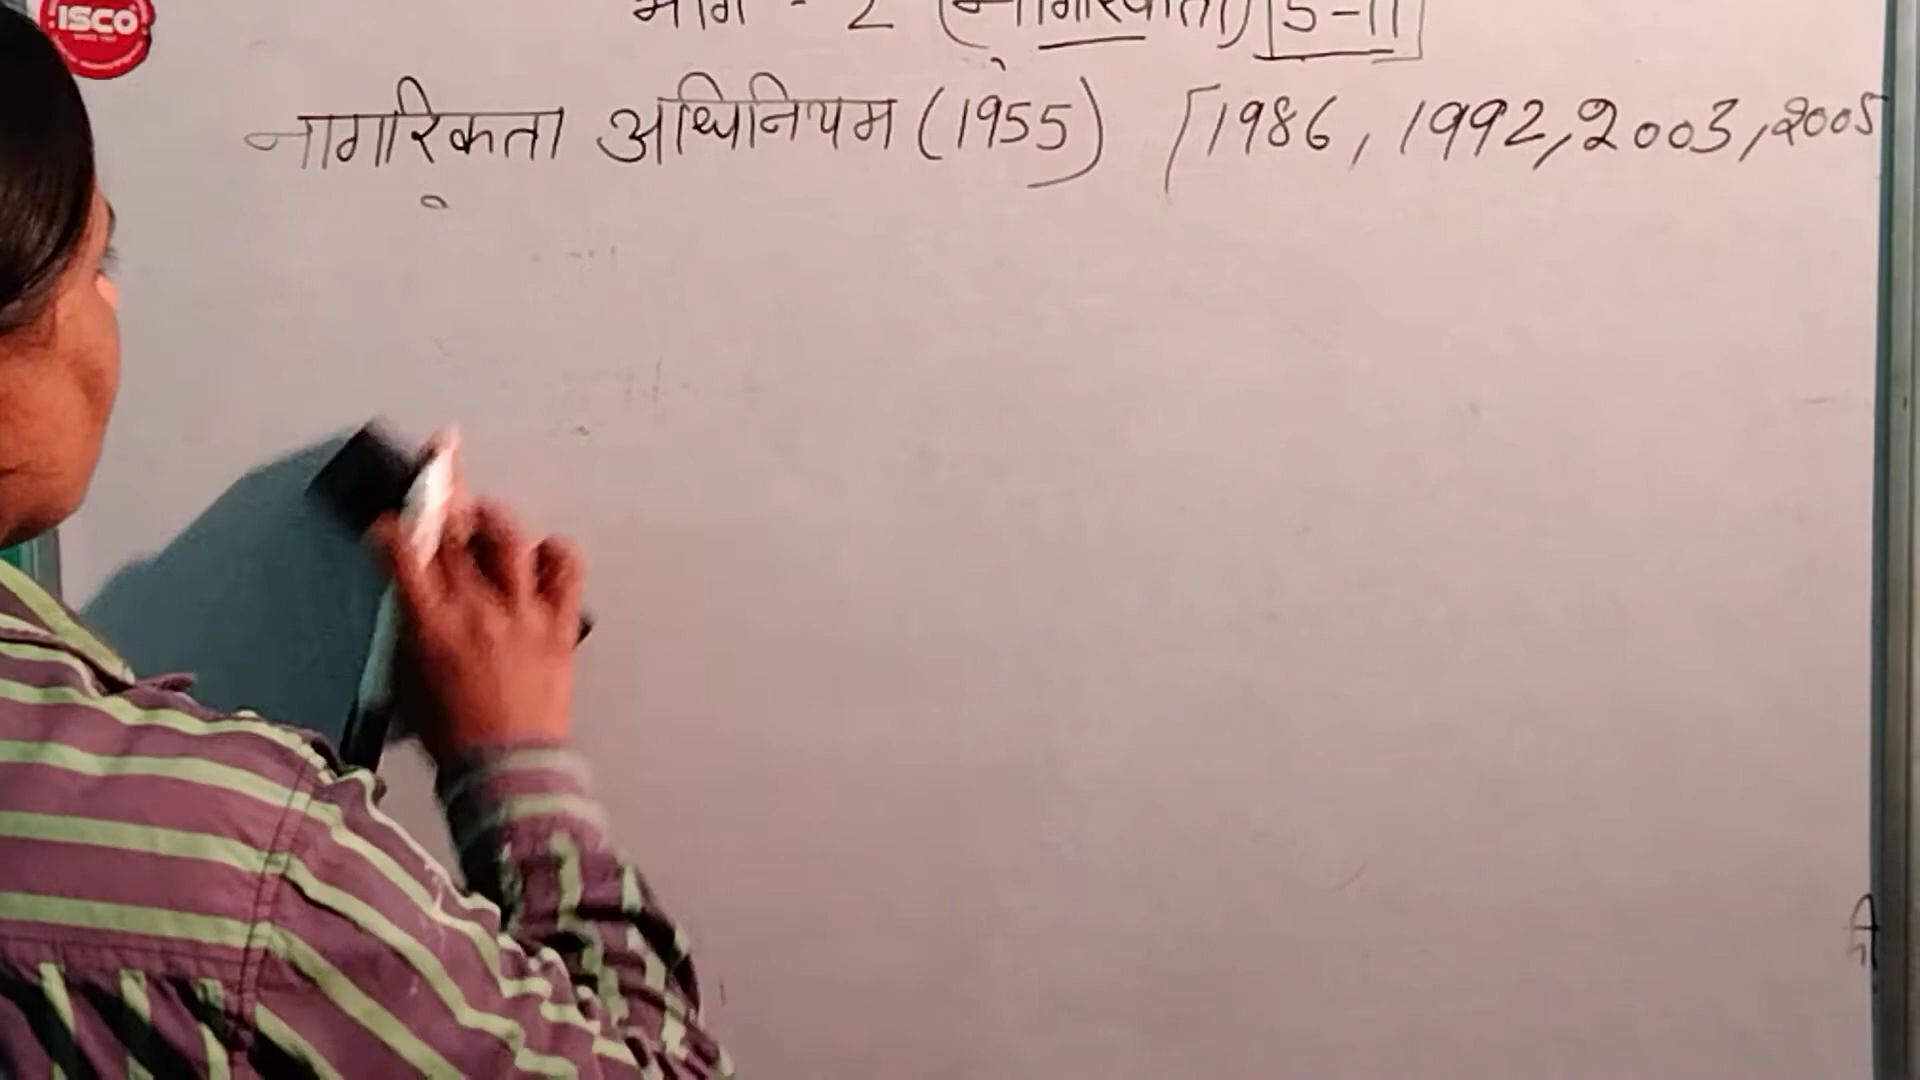 ISCO
भाग - 2 (नागरिकता) 5-11
नागरिकता अधिनियम (1955) [1986, 1992, 2003, 2005